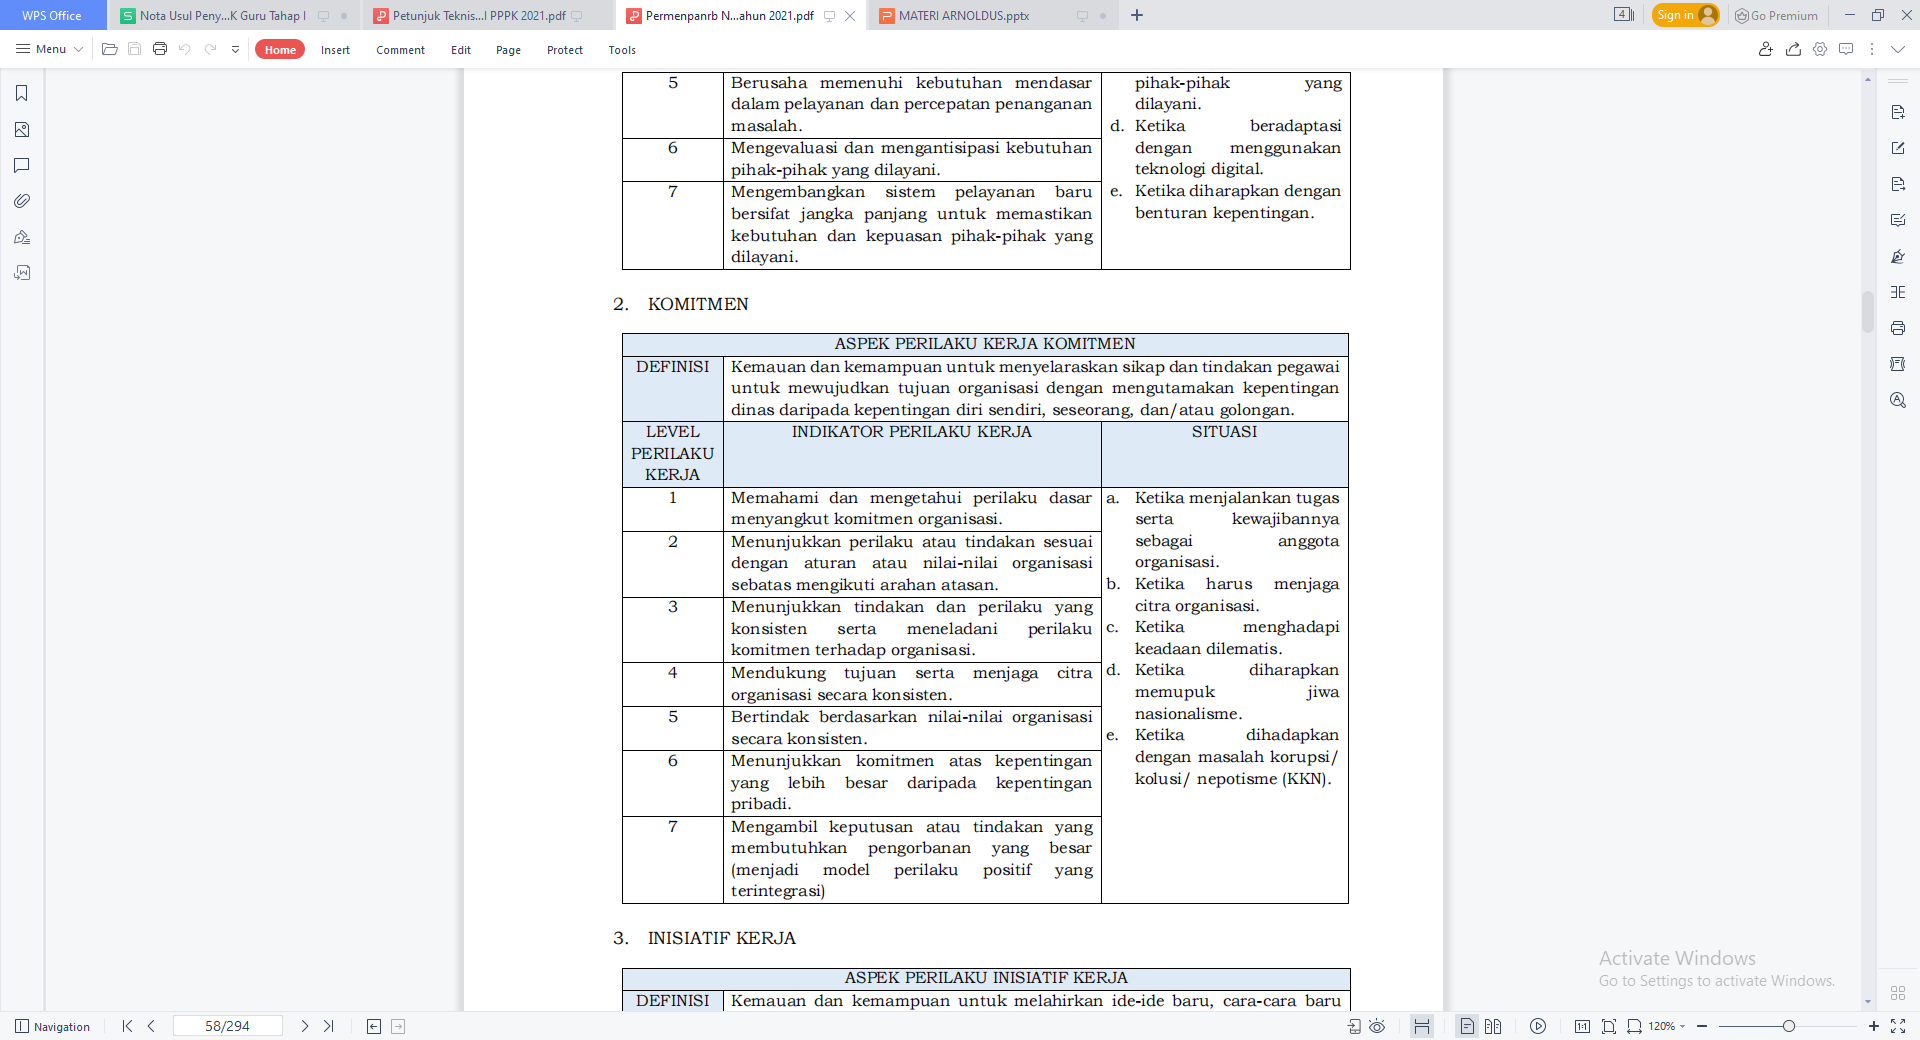 WPS Office
Nota Usul Peny...K Guru Tahap I
Petunjuk Teknis...I PPPK 2021.pdf
Permenpanrb N...ahun 2021.pdf
MATERI ARNOLDUS.pptx
4
Sign in
Go Premium
Menu
Home
Insert
Comment
Edit
Page
Protect
Tools
5
Berusaha memenuhi kebutuhan mendasar
dalam pelayanan dan percepatan penanganan
masalah.
6
Mengevaluasi dan mengantisipasi kebutuhan
pihak-pihak yang dilayani.
7
Mengembangkan sistem pelayanan baru
bersifat jangka panjang untuk memastikan
kebutuhan dan kepuasan pihak-pihak yang
dilayani.
pihak-pihak yang
dilayani.
d. Ketika beradaptasi
dengan menggunakan
teknologi digital.
e. Ketika diharapkan dengan
benturan kepentingan.
2. KOMITMEN
ASPEK PERILAKU KERJA KOMITMEN
DEFINISI
Kemauan dan kemampuan untuk menyelaraskan sikap dan tindakan pegawai
untuk mewujudkan tujuan organisasi dengan mengutamakan kepentingan
dinas daripada kepentingan diri sendiri, seseorang, dan/atau golongan.
LEVEL
PERILAKU
KERJA
INDIKATOR PERILAKU KERJA
SITUASI
1
Memahami dan mengetahui perilaku dasar
menyangkut komitmen organisasi.
2
Menunjukkan perilaku atau tindakan sesuai
dengan aturan atau nilai-nilai organisasi
sebatas mengikuti arahan atasan.
3
Menunjukkan tindakan dan perilaku yang
konsisten serta meneladani perilaku
komitmen terhadap organisasi.
4
Mendukung tujuan serta menjaga citra
organisasi secara konsisten.
5
Bertindak berdasarkan nilai-nilai organisasi
secara konsisten.
6
Menunjukkan komitmen atas kepentingan
yang lebih besar daripada kepentingan
pribadi.
7
Mengambil keputusan atau tindakan yang
membutuhkan pengorbanan yang besar
(menjadi model perilaku positif yang
terintegrasi)
a. Ketika menjalankan tugas
serta kewajibannya
sebagai anggota
organisasi.
b. Ketika harus menjaga
citra organisasi.
c. Ketika menghadapi
keadaan dilematis.
d. Ketika diharapkan
memupuk jiwa
nasionalisme.
e. Ketika dihadapkan
dengan masalah korupsi/
kolusi/ nepotisme (KKN).
3. INISIATIF KERJA
ASPEK PERILAKU INISIATIF KERJA
DEFINISI
Kemauan dan kemampuan untuk melahirkan ide-ide baru, cara-cara baru
Activate Windows
Go to Settings to activate Windows.
Navigation
58/294
120%